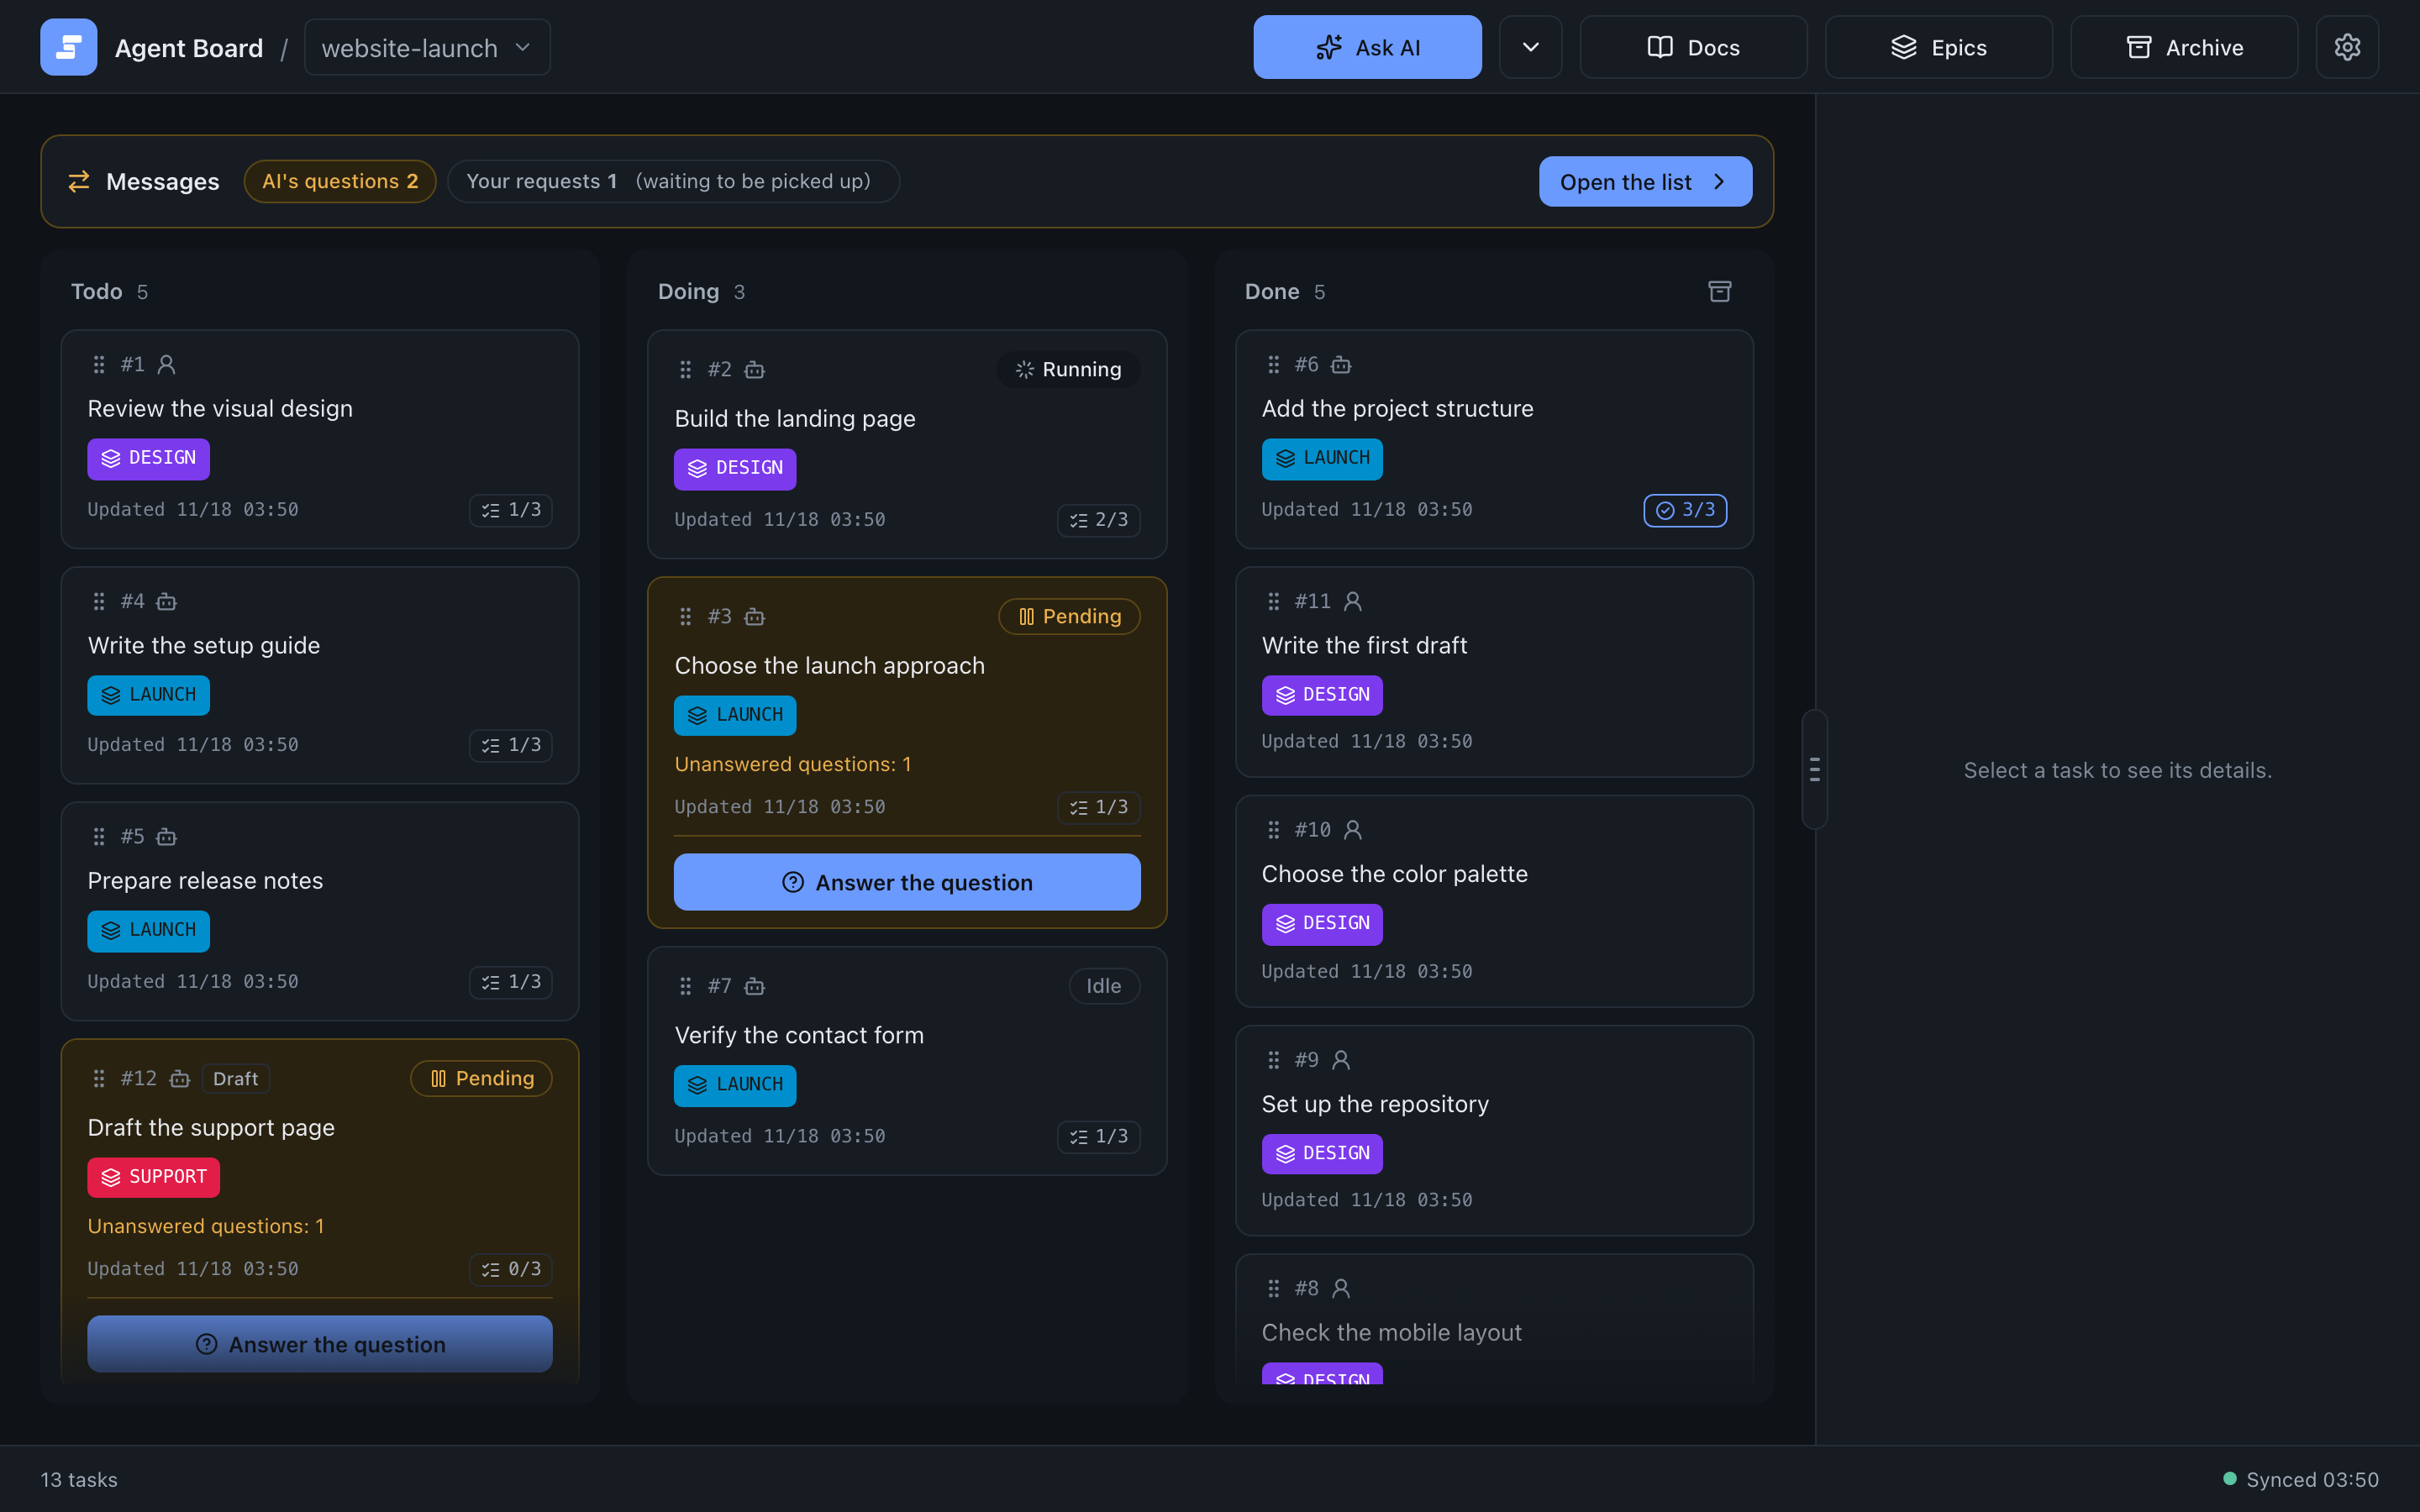 Agent Board / website-launch
Ask AI
Docs
Epics
Archive
Messages
AI's questions 2
Your requests 1 (waiting to be picked up)
Open the list
Todo 5
#1
Review the visual design
DESIGN
Updated 11/18 03:50
1/3
#4
Write the setup guide
LAUNCH
Updated 11/18 03:50
1/3
#5
Prepare release notes
LAUNCH
Updated 11/18 03:50
1/3
#12 Draft
Pending
Draft the support page
SUPPORT
Unanswered questions: 1
Updated 11/18 03:50
0/3
Answer the question
Doing 3
#2
Running
Build the landing page
DESIGN
Updated 11/18 03:50
2/3
#3
Pending
Choose the launch approach
LAUNCH
Unanswered questions: 1
Updated 11/18 03:50
1/3
Answer the question
#7
Idle
Verify the contact form
LAUNCH
Updated 11/18 03:50
1/3
Done 5
#6
Add the project structure
LAUNCH
Updated 11/18 03:50
3/3
#11
Write the first draft
DESIGN
Updated 11/18 03:50
#10
Choose the color palette
DESIGN
Updated 11/18 03:50
#9
Set up the repository
DESIGN
Updated 11/18 03:50
#8
Check the mobile layout
DESIGN
Select a task to see its details.
13 tasks
Synced 03:50